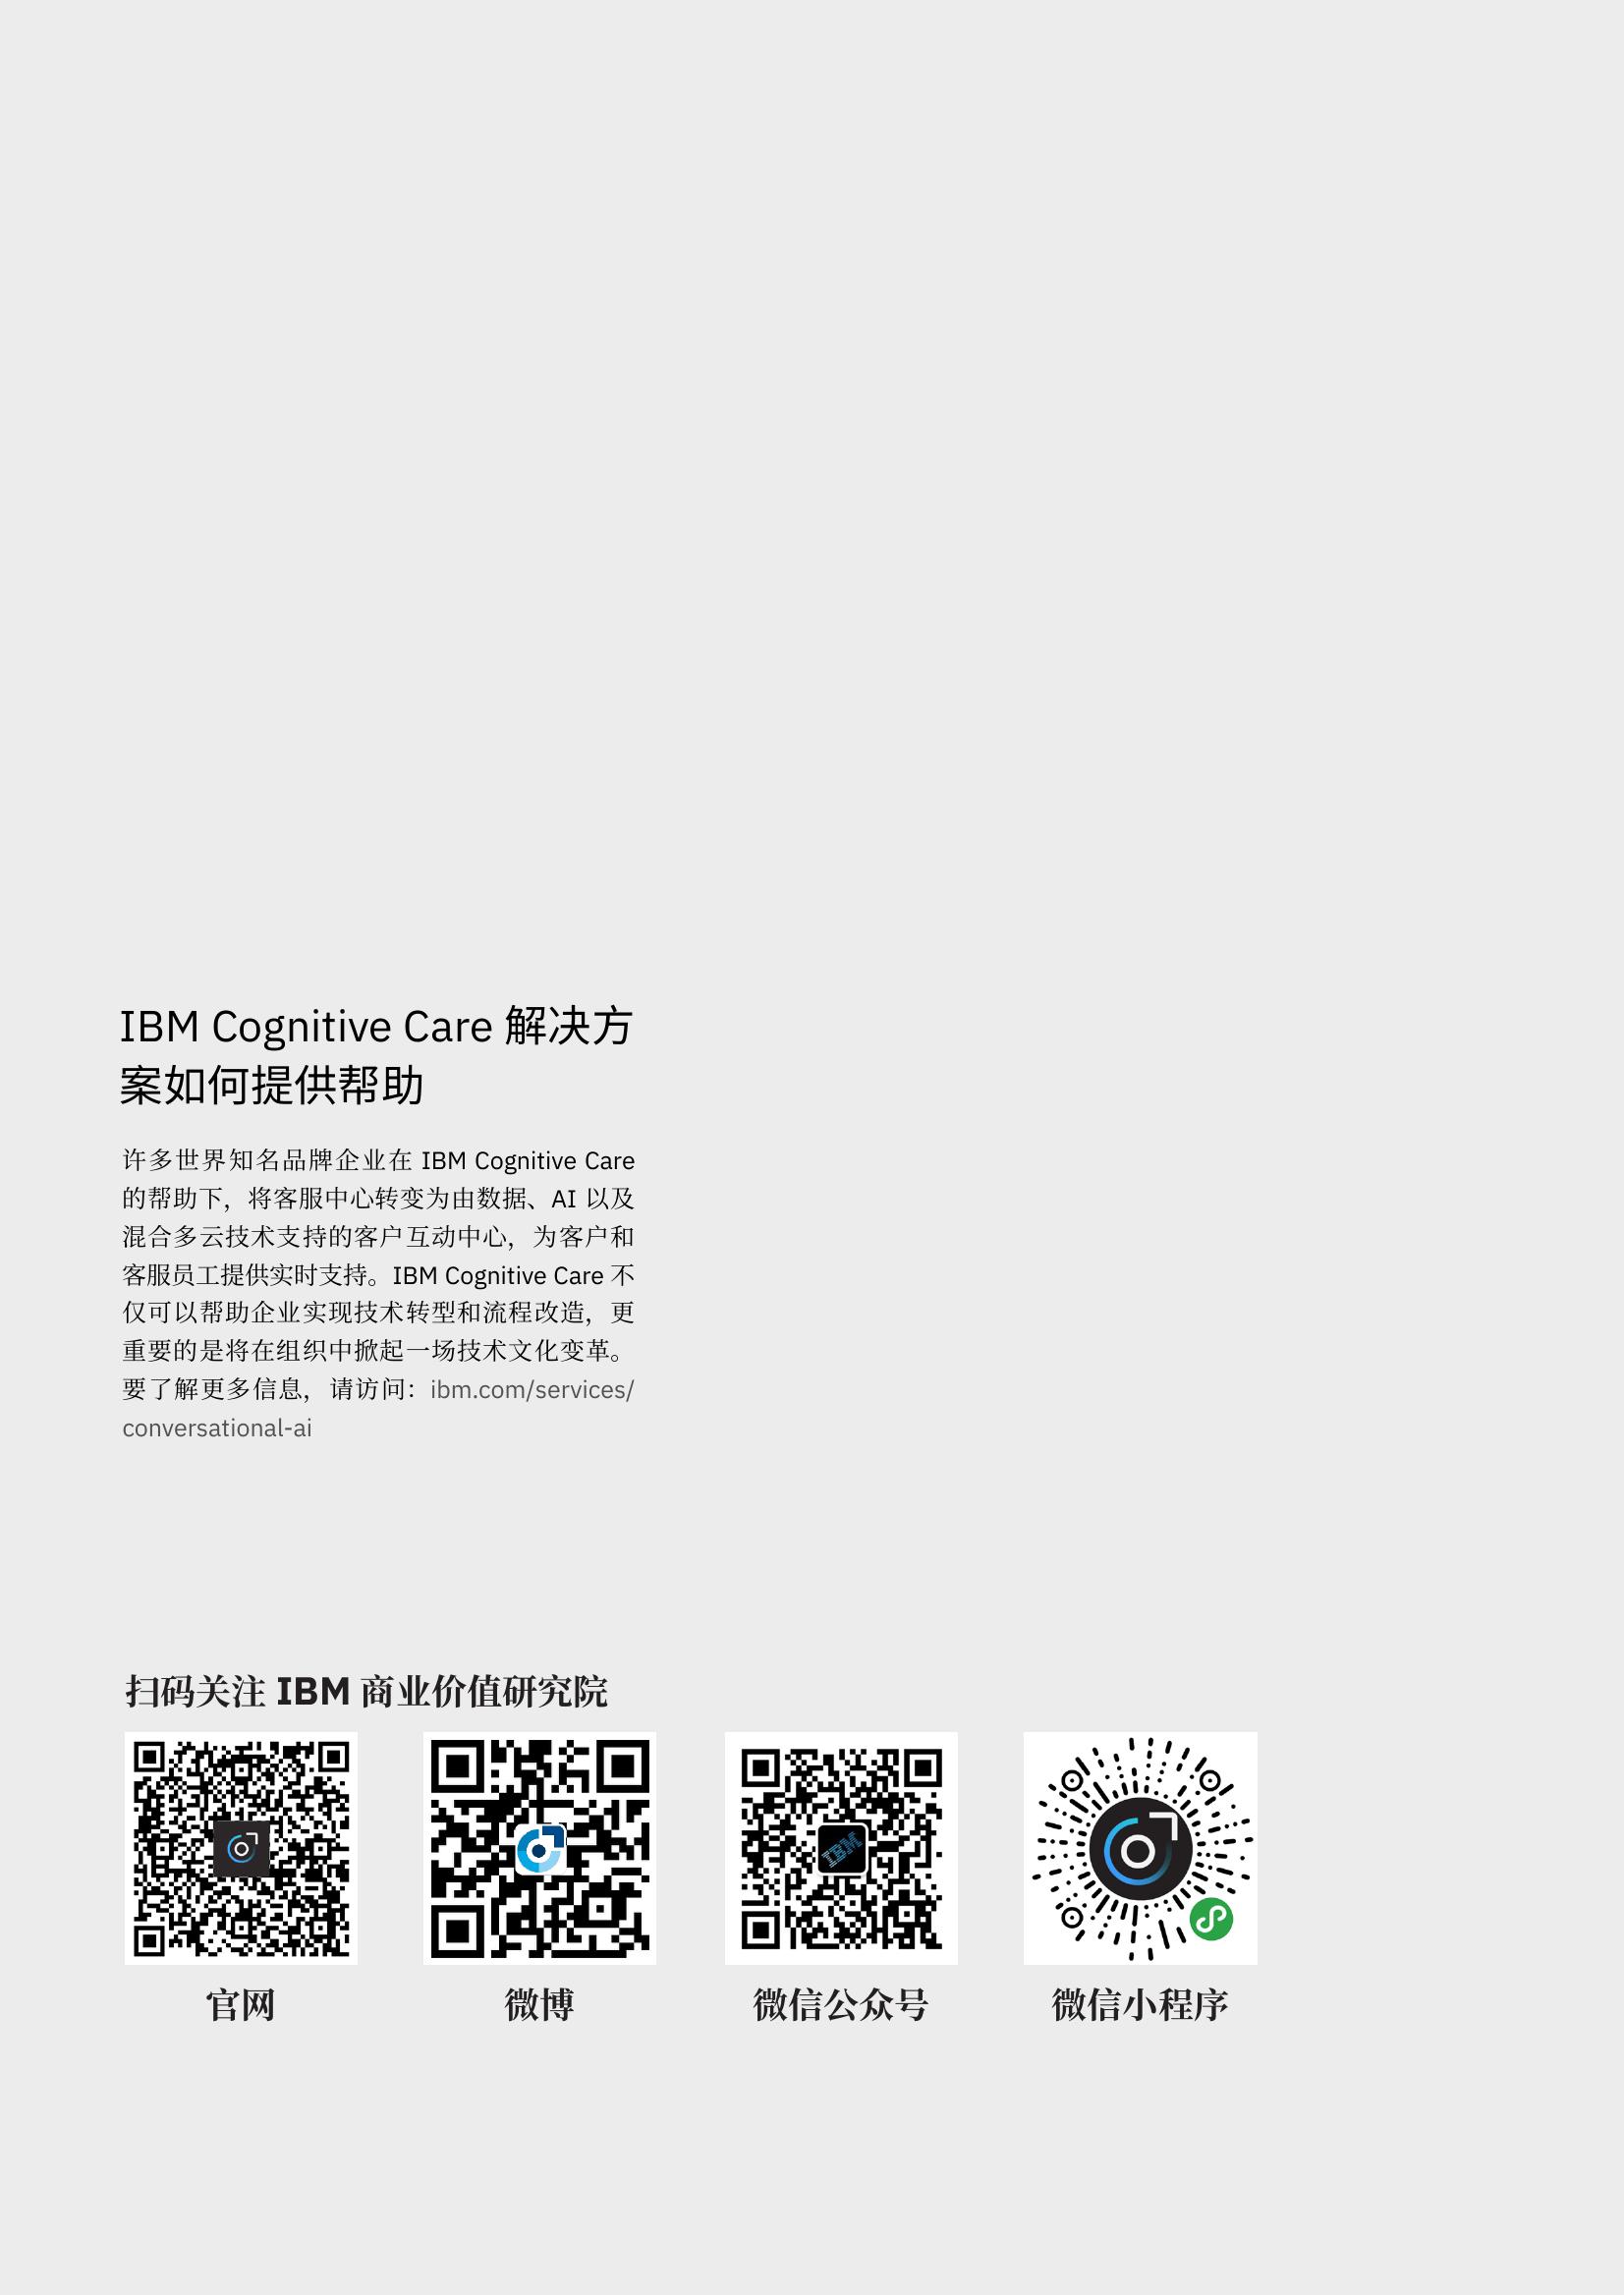 IBM Cognitive Care 解决方
案如何提供帮助
许多世界知名品牌企业在 IBM Cognitive Care
的帮助下，将客服中心转变为由数据、AI 以及
混合多云技术支持的客户互动中心，为客户和
客服员工提供实时支持。IBM Cognitive Care 不
仅可以帮助企业实现技术转型和流程改造，更
重要的是将在组织中掀起一场技术文化变革。
要了解更多信息，请访问：ibm.com/services/
conversational-ai
扫码关注 IBM 商业价值研究院
IBM
官网
微博
微信公众号
微信小程序